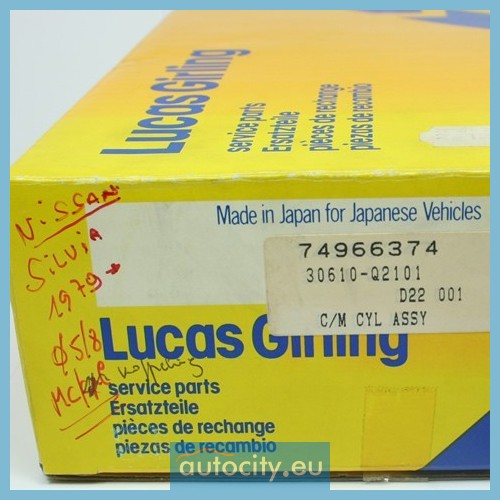 Lucas Girling
service parts
Ersatzteile
pièces de rechange
piezas de recambio
Made in Japan for Japanese Vehicles
74966374
30610-Q2101
D22 001
C/M CYL ASSY
NiSSAN
SiLViA
1979
Ø5/8
MC
Lucas Girling
service parts
Ersatzteile
pièces de rechange
piezas de recambio
autocity.eu